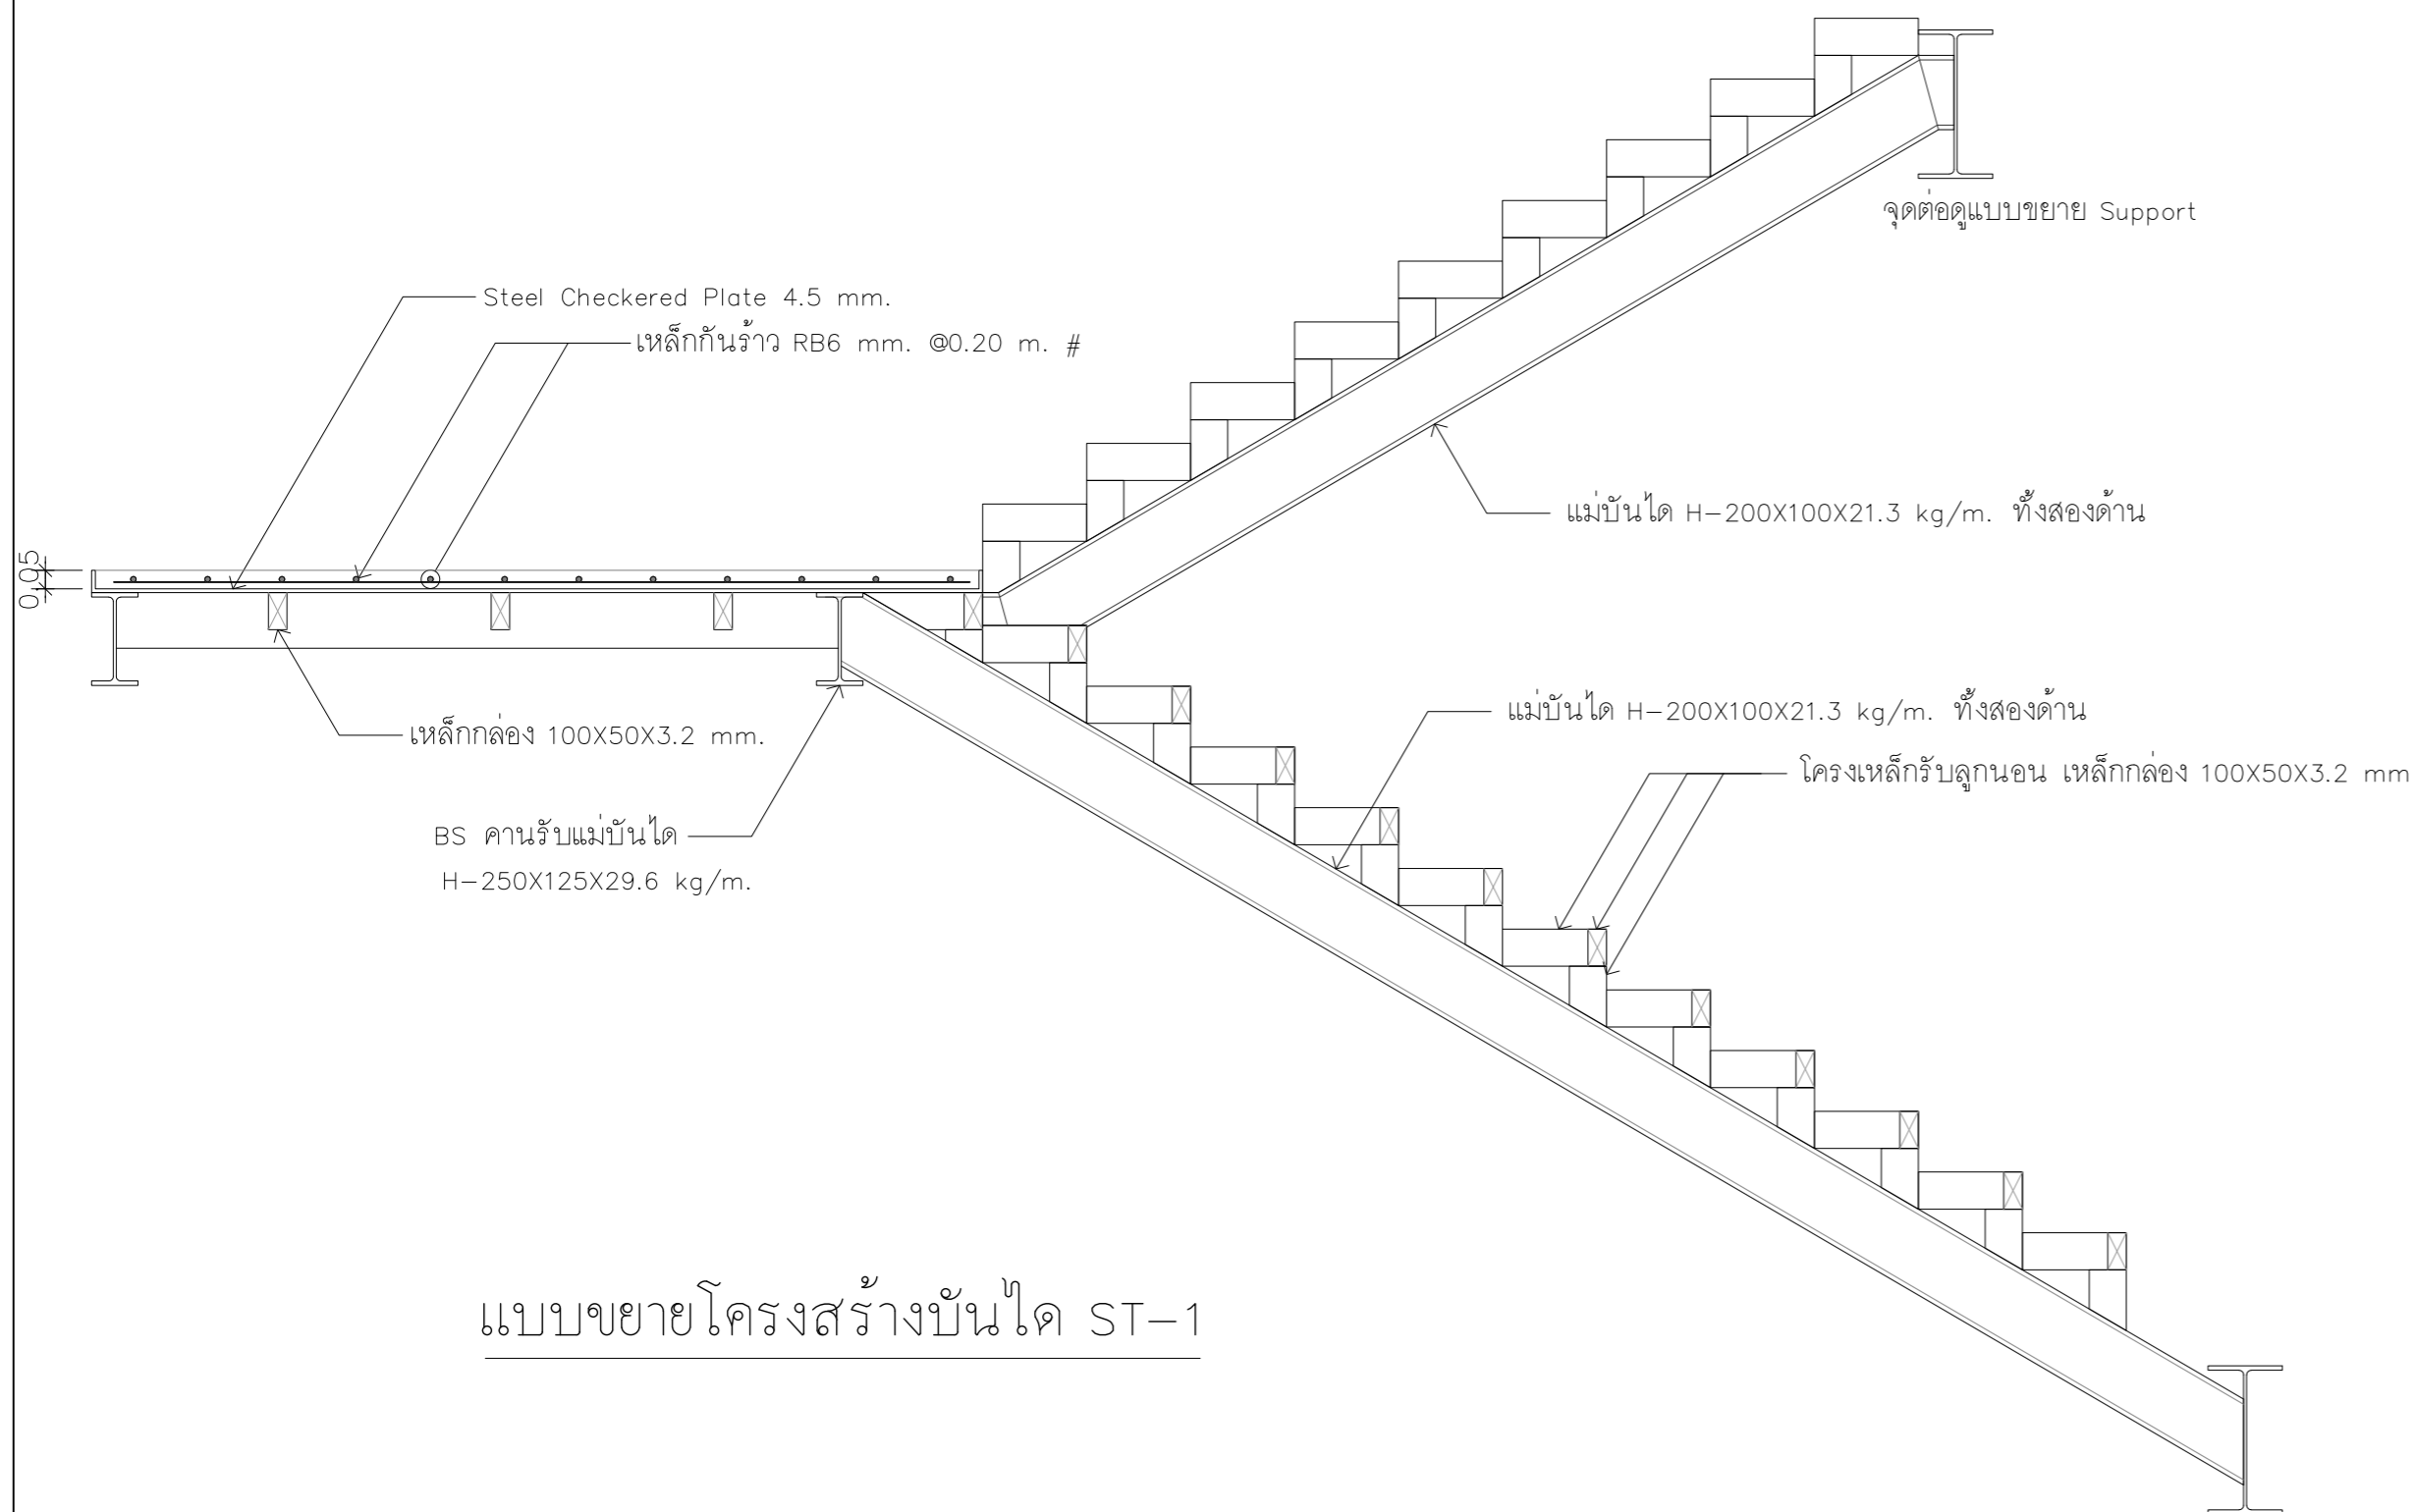 จุดต่อดูแบบขยาย Support
Steel Checkered Plate 4.5 mm.
เหล็กกันร้าว RB6 mm. @0.20 m. #
แม่บันได H-200X100X21.3 kg/m. ทั้งสองด้าน
0.05
แม่บันได H-200X100X21.3 kg/m. ทั้งสองด้าน
เหล็กกล่อง 100X50X3.2 mm.
โครงเหล็กรับลูกนอน เหล็กกล่อง 100X50X3.2 mm
BS คานรับแม่บันได
H-250X125X29.6 kg/m.
แบบขยายโครงสร้างบันได ST-1